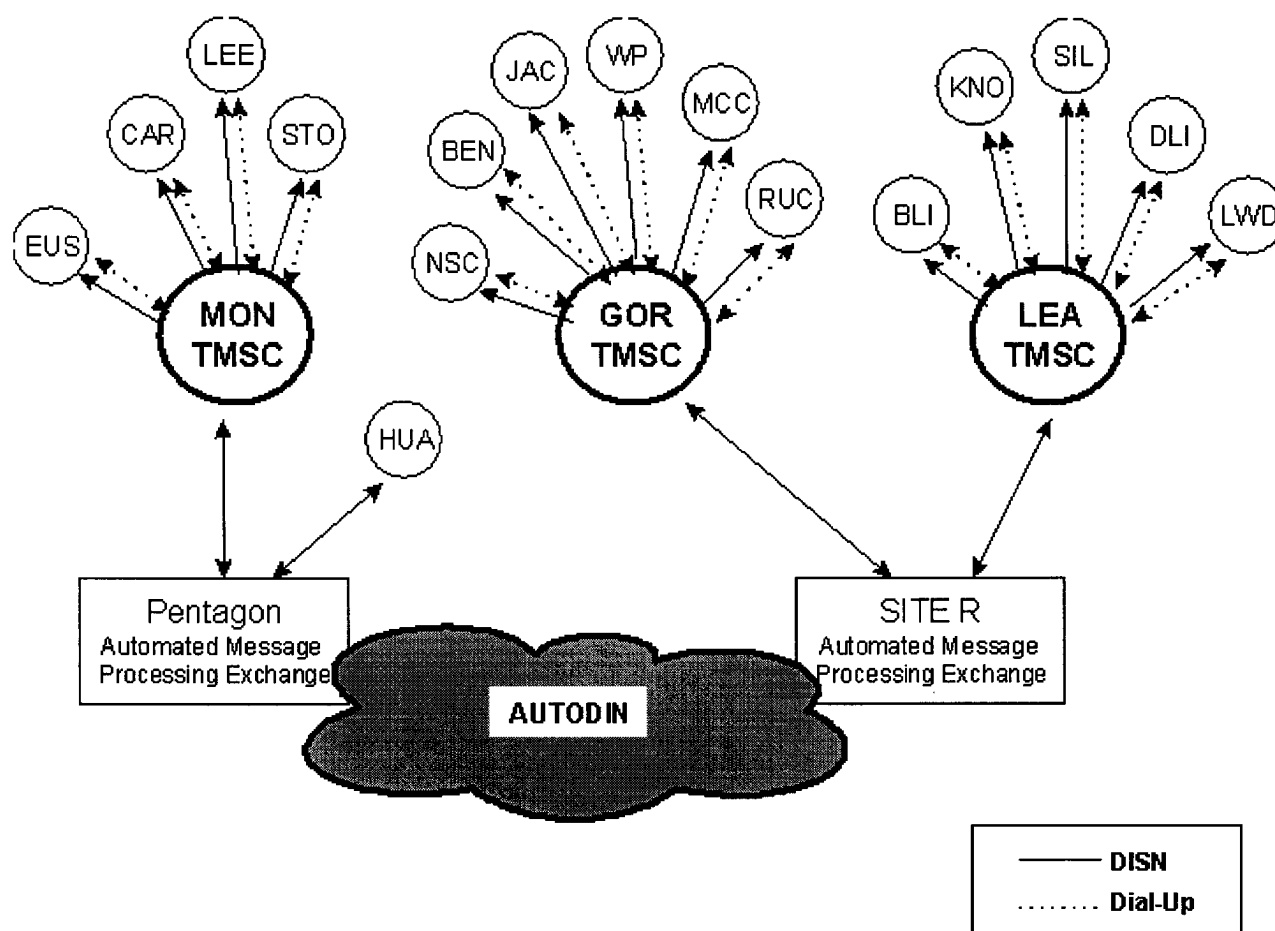 LEE
CAR
STO
EUS
MON
TMSC
JAC
WP
MCC
BEN
RUC
NSC
GOR
TMSC
KNO
SIL
DLI
BLI
LWD
LEA
TMSC
HUA
Pentagon
Automated Message
Processing Exchange
SITE R
Automated Message
Processing Exchange
AUTODIN
DISN
Dial-Up